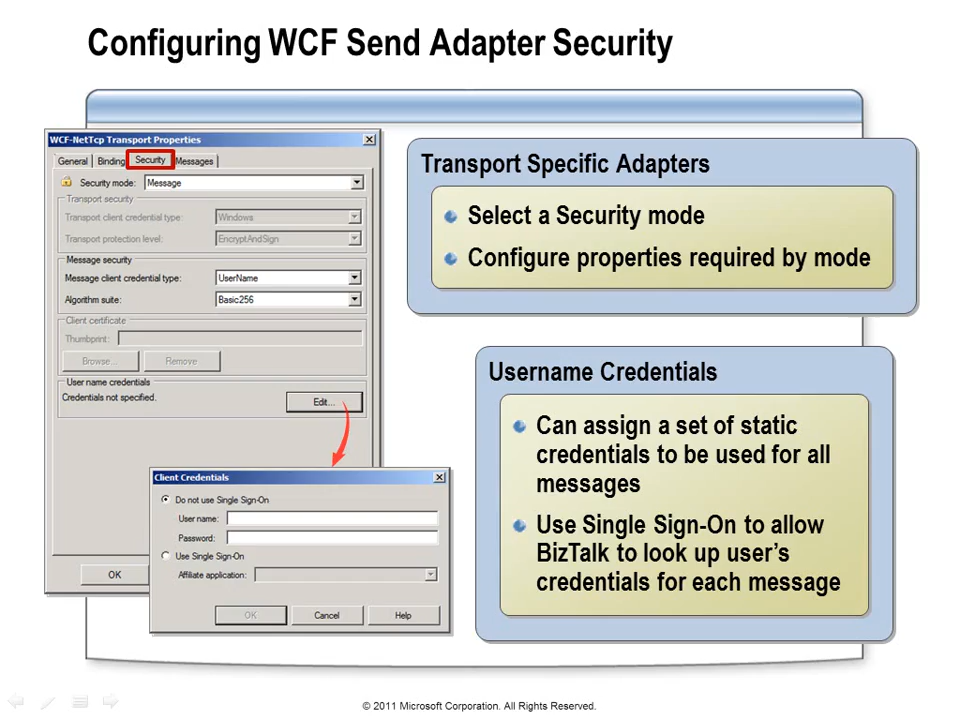 Configuring WCF Send Adapter Security
WCF-NetTcp Transport Properties
General
Binding
Security
Messages
Security mode:
Message
Transport security
Transport client credential type:
Windows
Transport protection level:
EncryptAndSign
Message security
Message client credential type:
UserName
Algorithm suite:
Basic256
Client certificate
Thumbprint:
Browse...
Remove
User name credentials
Credentials not specified.
Edit...
OK
Client Credentials
Do not use Single Sign-On
User name:
Password:
Use Single Sign-On
Affiliate application:
OK
Cancel
Help
Transport Specific Adapters
Select a Security mode
Configure properties required by mode
Username Credentials
Can assign a set of static
credentials to be used for all
messages
Use Single Sign-On to allow
BizTalk to look up user’s
credentials for each message
© 2011 Microsoft Corporation. All Rights Reserved.